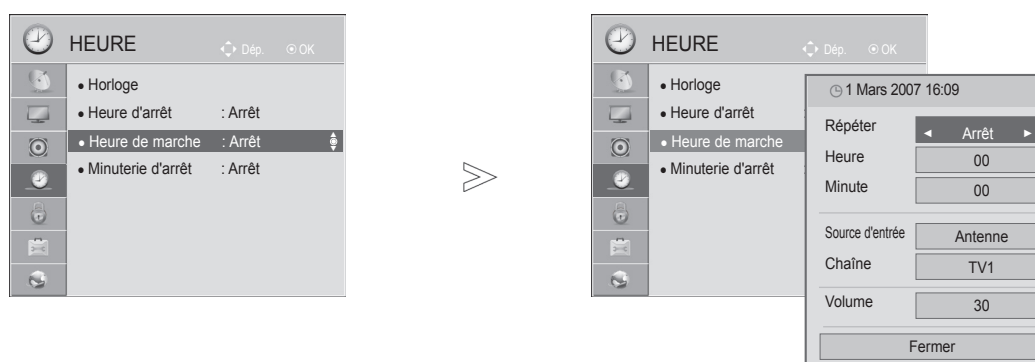 HEURE Dép. OK
• Horloge
• Heure d'arrêt : Arrêt
• Heure de marche : Arrêt
• Minuterie d'arrêt : Arrêt
HEURE Dép. OK
• Horloge
• Heure d'arrêt :
• Heure de marche
• Minuterie d'arrêt :
1 Mars 2007 16:09
Répéter ◄ Arrêt ►
Heure 00
Minute 00
Source d'entrée Antenne
Chaîne TV1
Volume 30
Fermer